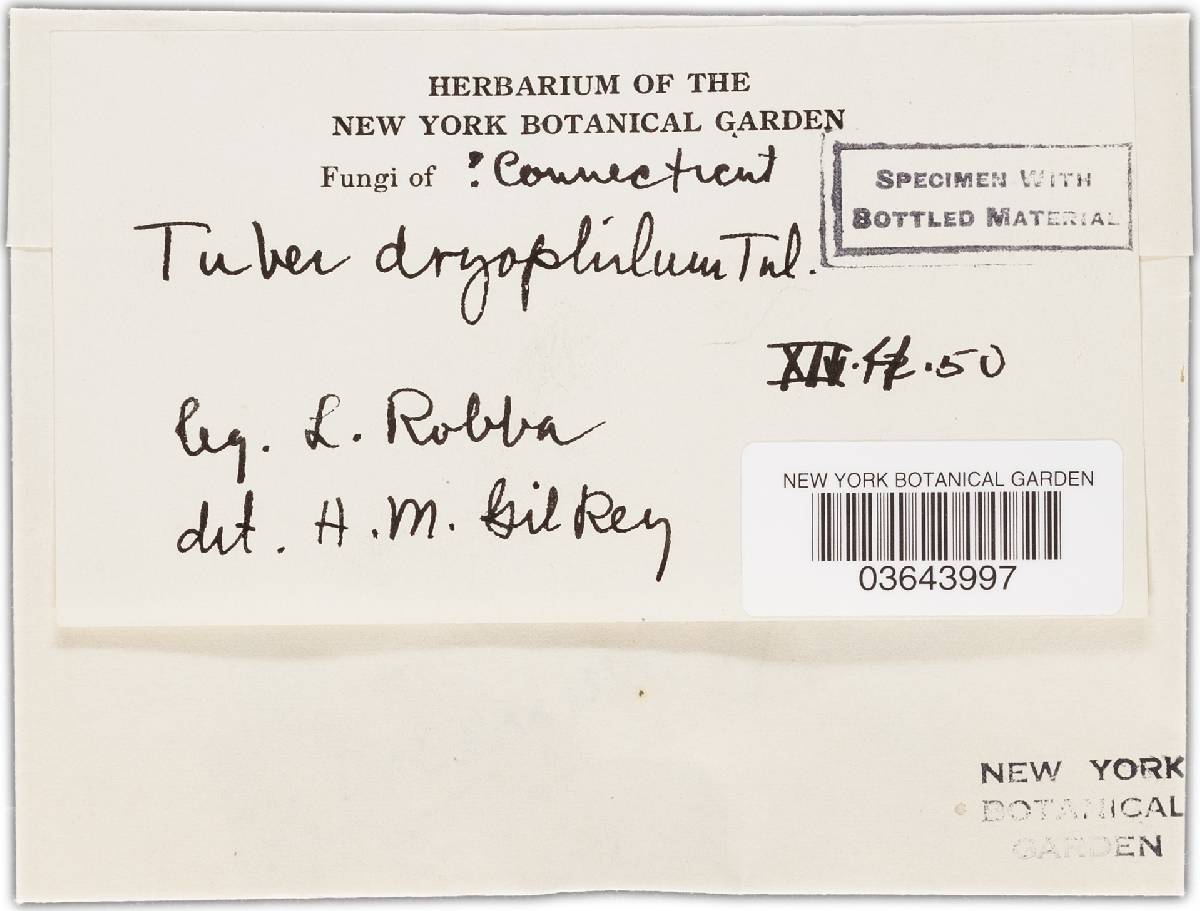 HERBARIUM OF THE
NEW YORK BOTANICAL GARDEN
Fungi of ? Connecticut
SPECIMEN WITH
BOTTLED MATERIAL
Tuber dryophilum Tul.
.50
leg. L. Robba
det. H. M. Gilkey
NEW YORK BOTANICAL GARDEN
03643997
NEW YORK
BOTANICAL
GARDEN